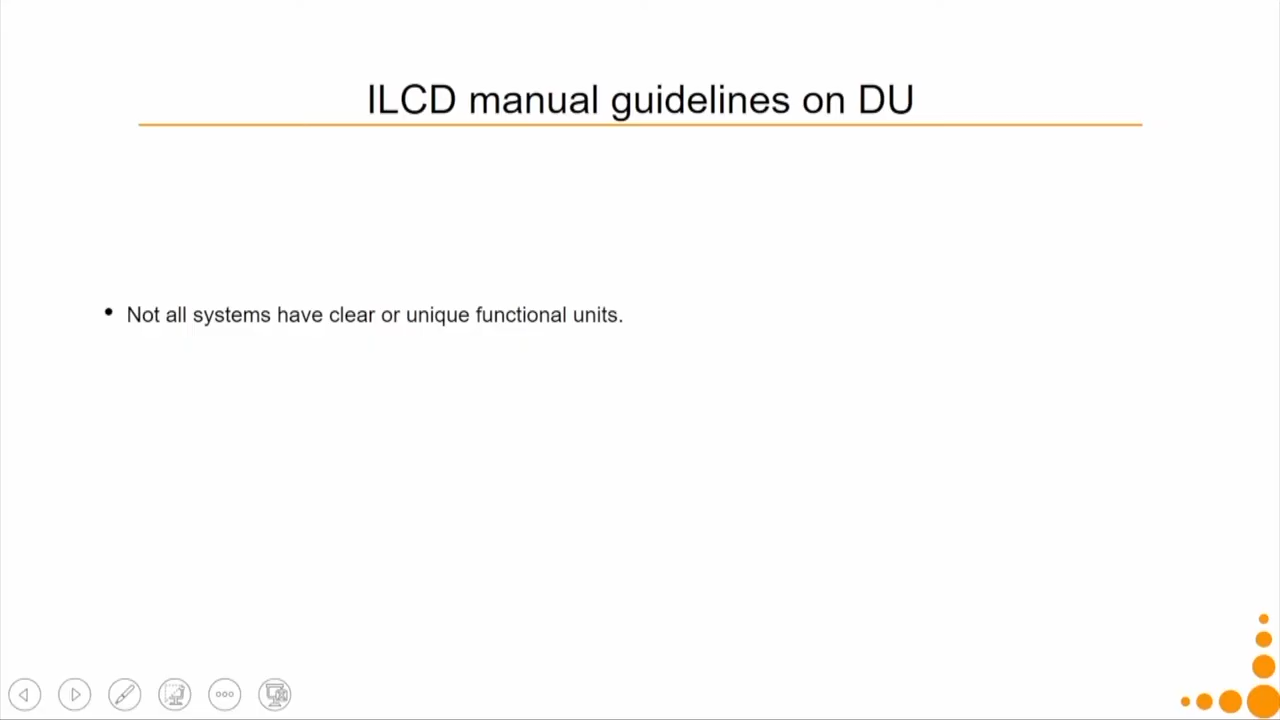 ILCD manual guidelines on DU
• Not all systems have clear or unique functional units.